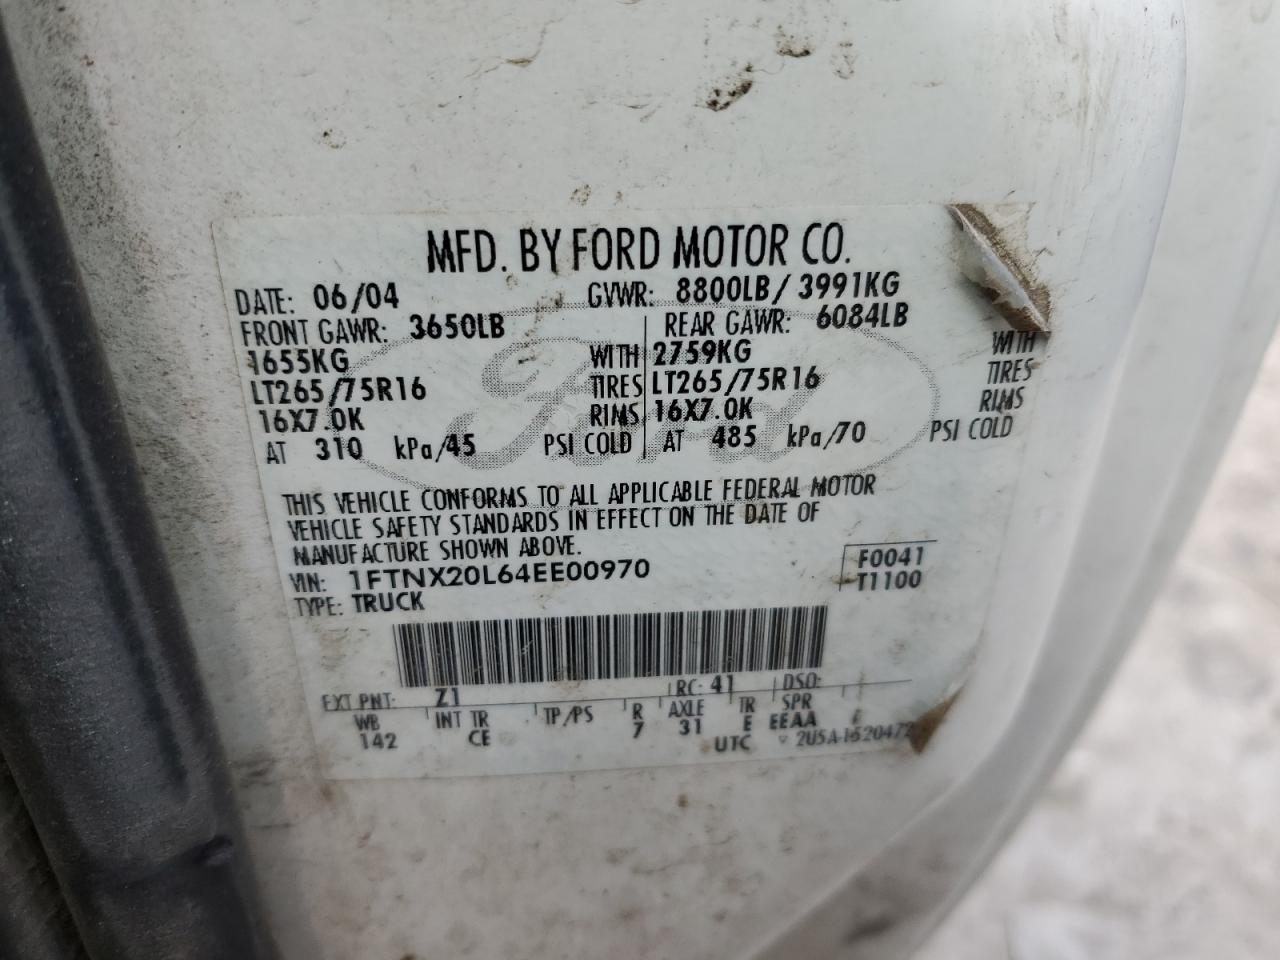 MFD. BY FORD MOTOR CO.
DATE: 06/04 GVWR: 8800LB/ 3991KG
FRONT GAWR: 3650LB REAR GAWR: 6084LB
1655KG WITH 2759KG WITH
LT265/75R16 TIRES LT265/75R16 TIRES
16X7.0K RIMS 16X7.0K RIMS
AT 310 kPa/45 PSI COLD AT 485 kPa/70 PSI COLD
Ford
THIS VEHICLE CONFORMS TO ALL APPLICABLE FEDERAL MOTOR
VEHICLE SAFETY STANDARDS IN EFFECT ON THE DATE OF
MANUFACTURE SHOWN ABOVE.
VIN: 1FTNX20L64EE00970 F0041
TYPE: TRUCK T1100
EXT PNT: Z1 RC: 41 DSO:
WB INT TR TP/PS R AXLE TR SPR
142 CE 7 31 E EEAA
UTC